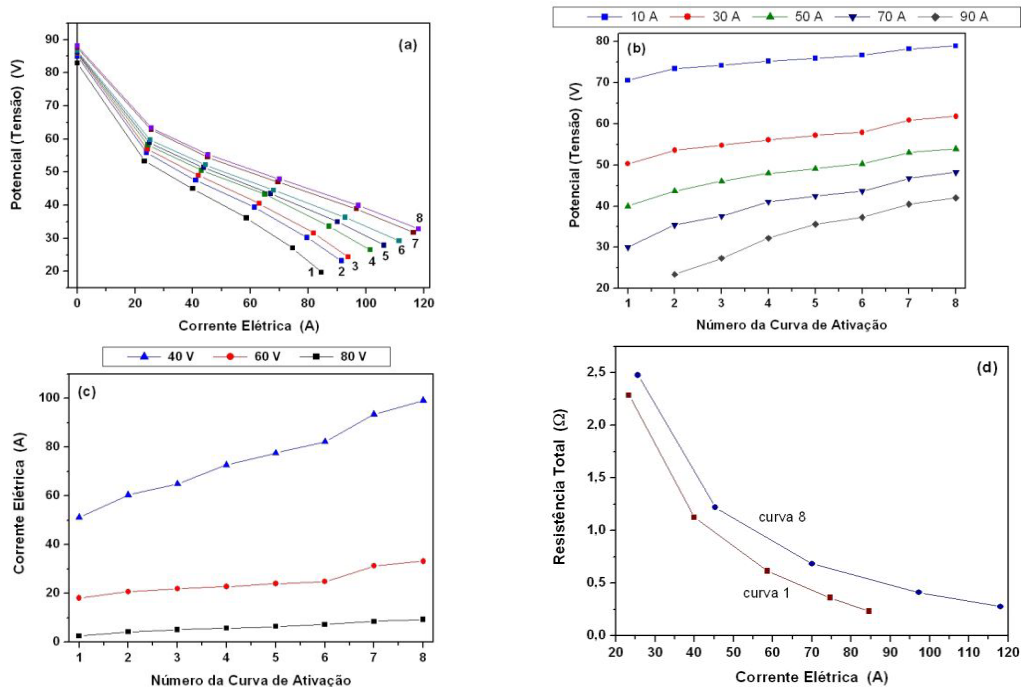 (a)
Potencial (Tensão) (V)
90
80
70
60
50
40
30
20
0 20 40 60 80 100 120
Corrente Elétrica (A)
1 2 3 4 5 6 7 8
10 A 30 A 50 A 70 A 90 A
(b)
Potencial (Tensão) (V)
80
70
60
50
40
30
20
1 2 3 4 5 6 7 8
Número da Curva de Ativação
40 V 60 V 80 V
(c)
Corrente Elétrica (A)
100
80
60
40
20
0
1 2 3 4 5 6 7 8
Número da Curva de Ativação
(d)
Resistência Total (Ω)
2,5
2,0
1,5
1,0
0,5
0,0
curva 8
curva 1
20 30 40 50 60 70 80 90 100 110 120
Corrente Elétrica (A)